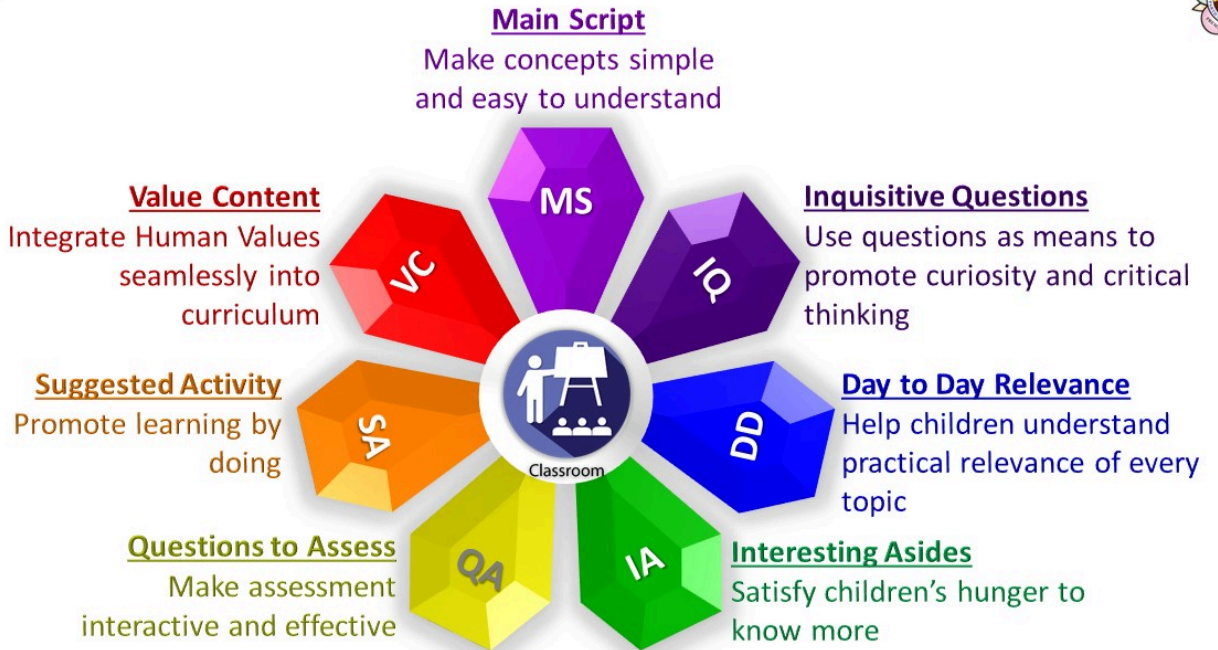 Main Script
Make concepts simple
and easy to understand
MS
Inquisitive Questions
Use questions as means to
promote curiosity and critical
thinking
IQ
Day to Day Relevance
Help children understand
practical relevance of every
topic
DD
Interesting Asides
Satisfy children's hunger to
know more
IA
Questions to Assess
Make assessment
interactive and effective
QA
Suggested Activity
Promote learning by
doing
SA
Value Content
Integrate Human Values
seamlessly into
curriculum
VC
Classroom